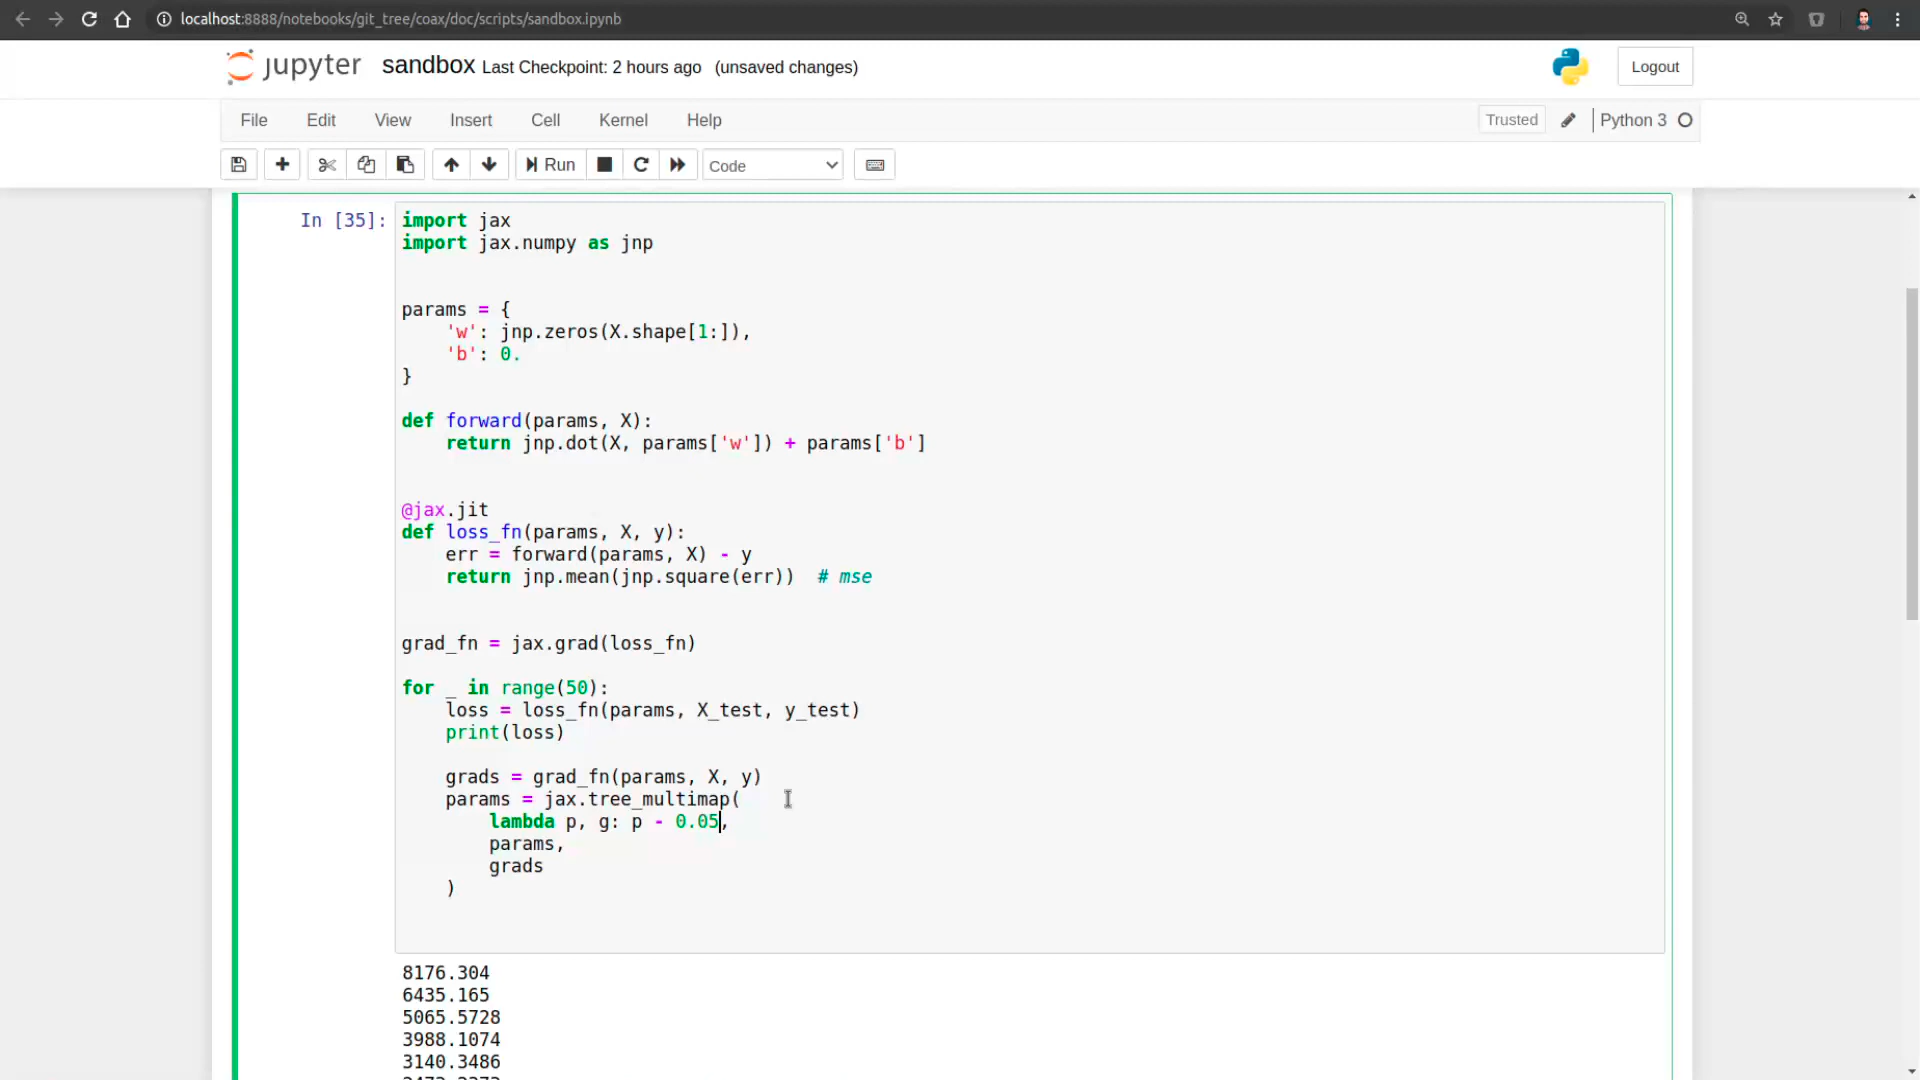 localhost:8888/notebooks/git_tree/coax/doc/scripts/sandbox.ipynb
jupyter sandbox Last Checkpoint: 2 hours ago (unsaved changes) Logout
File Edit View Insert Cell Kernel Help Trusted Python 3
Run Code
In [35]:
import jax
import jax.numpy as jnp
params = {
    'w': jnp.zeros(X.shape[1:]),
    'b': 0.
}
def forward(params, X):
    return jnp.dot(X, params['w']) + params['b']
@jax.jit
def loss_fn(params, X, y):
    err = forward(params, X) - y
    return jnp.mean(jnp.square(err))  # mse
grad_fn = jax.grad(loss_fn)
for _ in range(50):
    loss = loss_fn(params, X_test, y_test)
    print(loss)
    grads = grad_fn(params, X, y)
    params = jax.tree_multimap(
        lambda p, g: p - 0.05,
        params,
        grads
    )
8176.304
6435.165
5065.5728
3988.1074
3140.3486